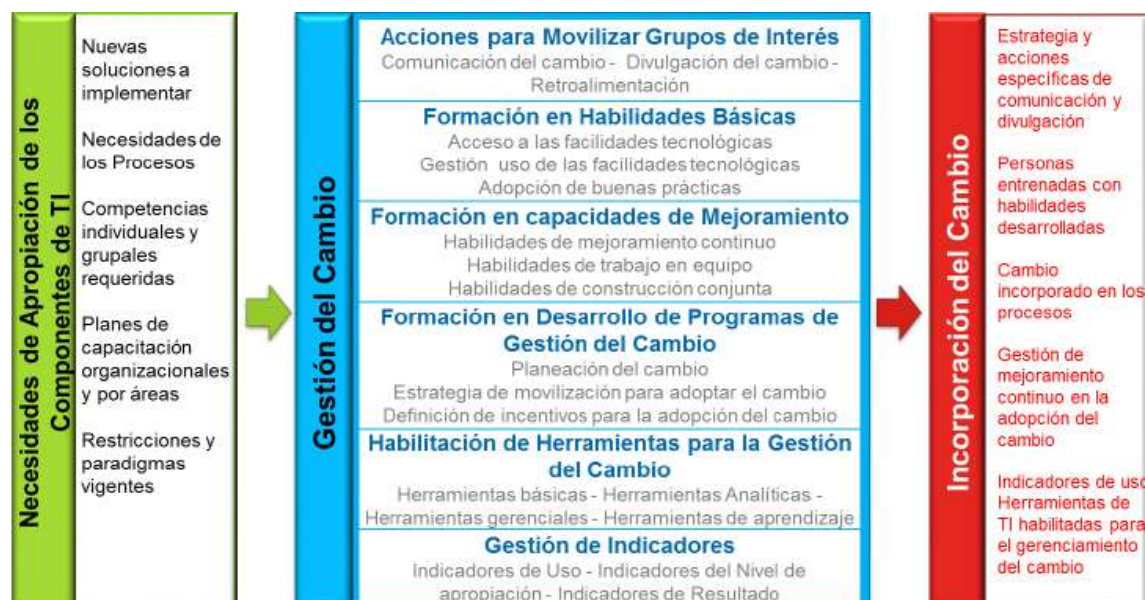 Necesidades de Apropiación de los
Componentes de TI
Nuevas
soluciones a
implementar
Necesidades de
los Procesos
Competencias
individuales y
grupales
requeridas
Planes de
capacitación
organizacionales
y por áreas
Restricciones y
paradigmas
vigentes
Gestión del Cambio
Acciones para Movilizar Grupos de Interés
Comunicación del cambio - Divulgación del cambio -
Retroalimentación
Formación en Habilidades Básicas
Acceso a las facilidades tecnológicas
Gestión uso de las facilidades tecnológicas
Adopción de buenas prácticas
Formación en capacidades de Mejoramiento
Habilidades de mejoramiento continuo
Habilidades de trabajo en equipo
Habilidades de construcción conjunta
Formación en Desarrollo de Programas de
Gestión del Cambio
Planeación del cambio
Estrategia de movilización para adoptar el cambio
Definición de incentivos para la adopción del cambio
Habilitación de Herramientas para la Gestión
del Cambio
Herramientas básicas - Herramientas Analíticas -
Herramientas gerenciales - Herramientas de aprendizaje
Gestión de Indicadores
Indicadores de Uso - Indicadores del Nivel de
apropiación - Indicadores de Resultado
Incorporación del Cambio
Estrategia y
acciones
específicas de
comunicación y
divulgación
Personas
entrenadas con
habilidades
desarrolladas
Cambio
incorporado en los
procesos
Gestión de
mejoramiento
continuo en la
adopción del
cambio
Indicadores de uso
Herramientas de
TI habilitadas para
el gerenciamiento
del cambio